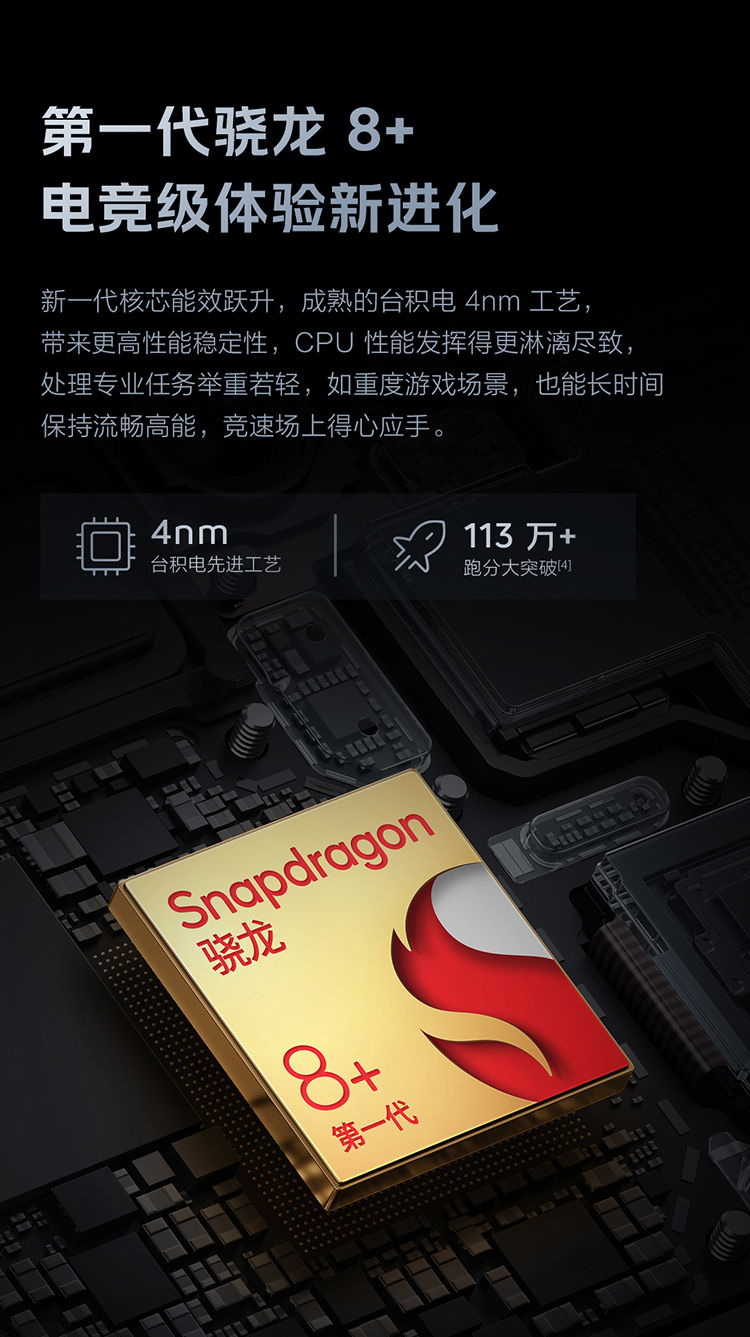 第一代骁龙 8+
电竞级体验新进化
新一代核芯能效跃升，成熟的台积电 4nm 工艺，
带来更高性能稳定性，CPU 性能发挥得更淋漓尽致，
处理专业任务举重若轻，如重度游戏场景，也能长时间
保持流畅高能，竞速场上得心应手。
4nm
台积电先进工艺
113 万+
跑分大突破[4]
Snapdragon
骁龙
8+
第一代